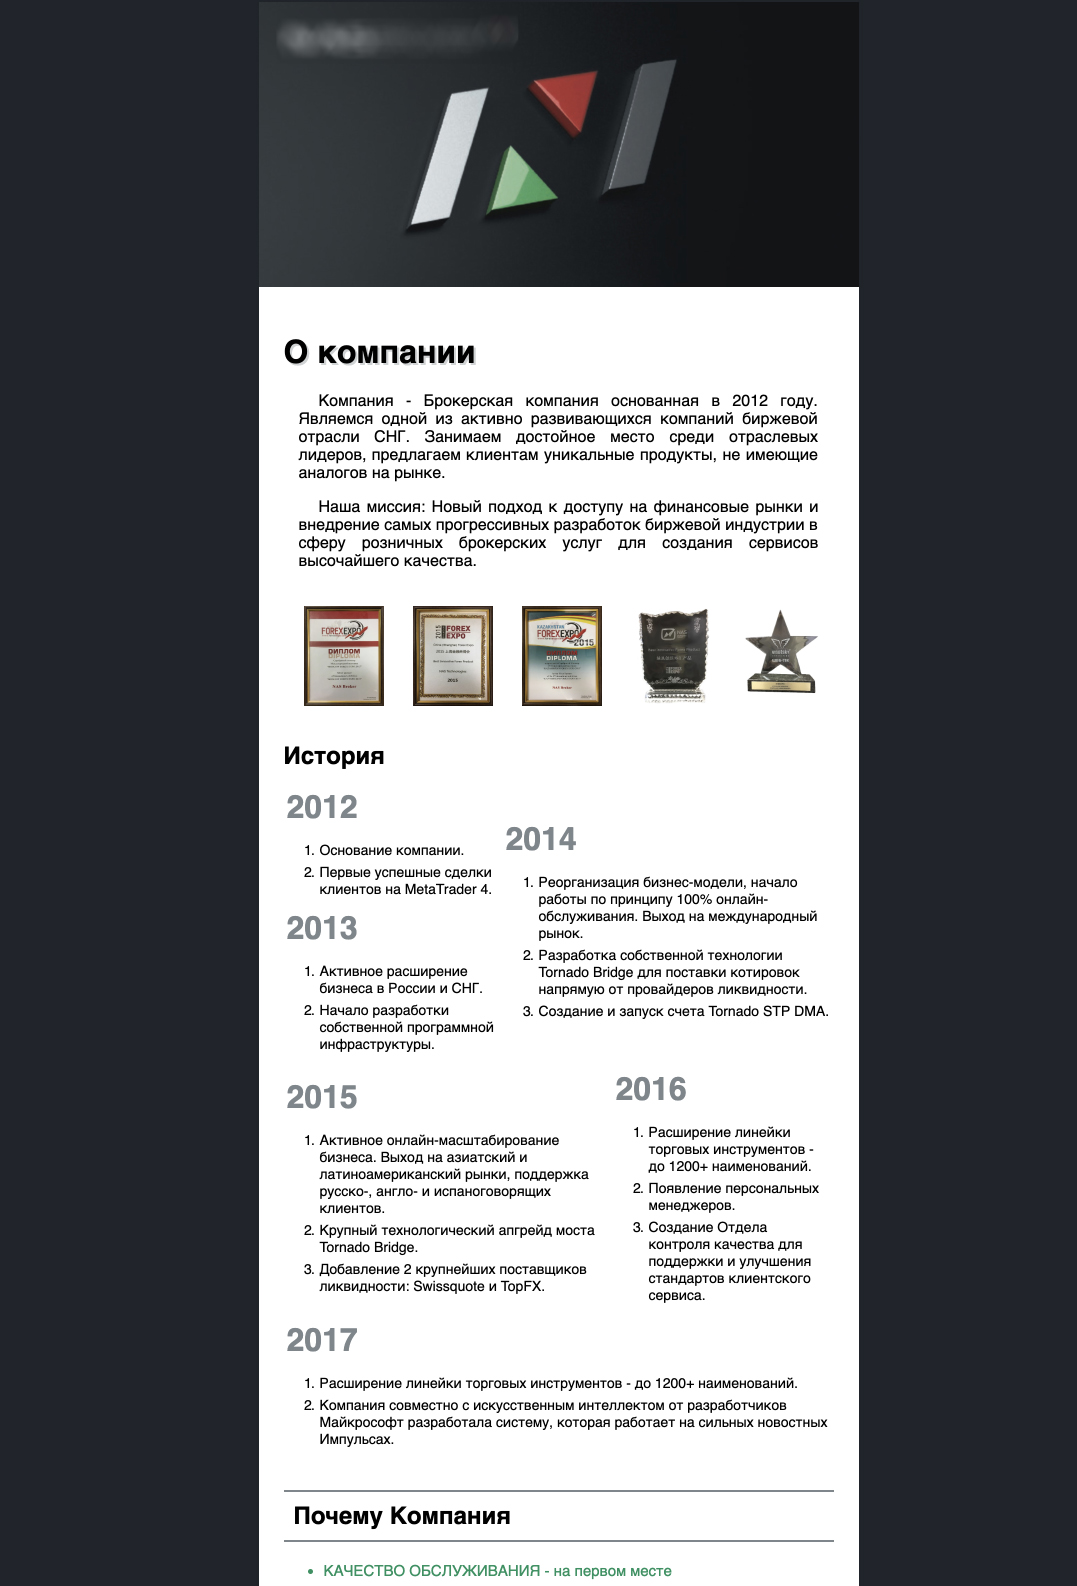 О компании
Компания - Брокерская компания основанная в 2012 году.
Являемся одной из активно развивающихся компаний биржевой
отрасли СНГ. Занимаем достойное место среди отраслевых
лидеров, предлагаем клиентам уникальные продукты, не имеющие
аналогов на рынке.
Наша миссия: Новый подход к доступу на финансовые рынки и
внедрение самых прогрессивных разработок биржевой индустрии в
сферу розничных брокерских услуг для создания сервисов
высочайшего качества.
FOREXEXPO
ДИПЛОМ
DIPLOMA
2015 FOREX
EXPO
2015
KAZAKHSTAN
FOREXEXPO
2015
DIPLOMA
История
2012
1. Основание компании.
2. Первые успешные сделки
клиентов на MetaTrader 4.
2013
1. Активное расширение
бизнеса в России и СНГ.
2. Начало разработки
собственной программной
инфраструктуры.
2014
1. Реорганизация бизнес-модели, начало
работы по принципу 100% онлайн-
обслуживания. Выход на международный
рынок.
2. Разработка собственной технологии
Tornado Bridge для поставки котировок
напрямую от провайдеров ликвидности.
3. Создание и запуск счета Tornado STP DMA.
2015
1. Активное онлайн-масштабирование
бизнеса. Выход на азиатский и
латиноамериканский рынки, поддержка
русско-, англо- и испаноговорящих
клиентов.
2. Крупный технологический апгрейд моста
Tornado Bridge.
3. Добавление 2 крупнейших поставщиков
ликвидности: Swissquote и TopFX.
2016
1. Расширение линейки
торговых инструментов -
до 1200+ наименований.
2. Появление персональных
менеджеров.
3. Создание Отдела
контроля качества для
поддержки и улучшения
стандартов клиентского
сервиса.
2017
1. Расширение линейки торговых инструментов - до 1200+ наименований.
2. Компания совместно с искусственным интеллектом от разработчиков
Майкрософт разработала систему, которая работает на сильных новостных
Импульсах.
Почему Компания
• КАЧЕСТВО ОБСЛУЖИВАНИЯ - на первом месте